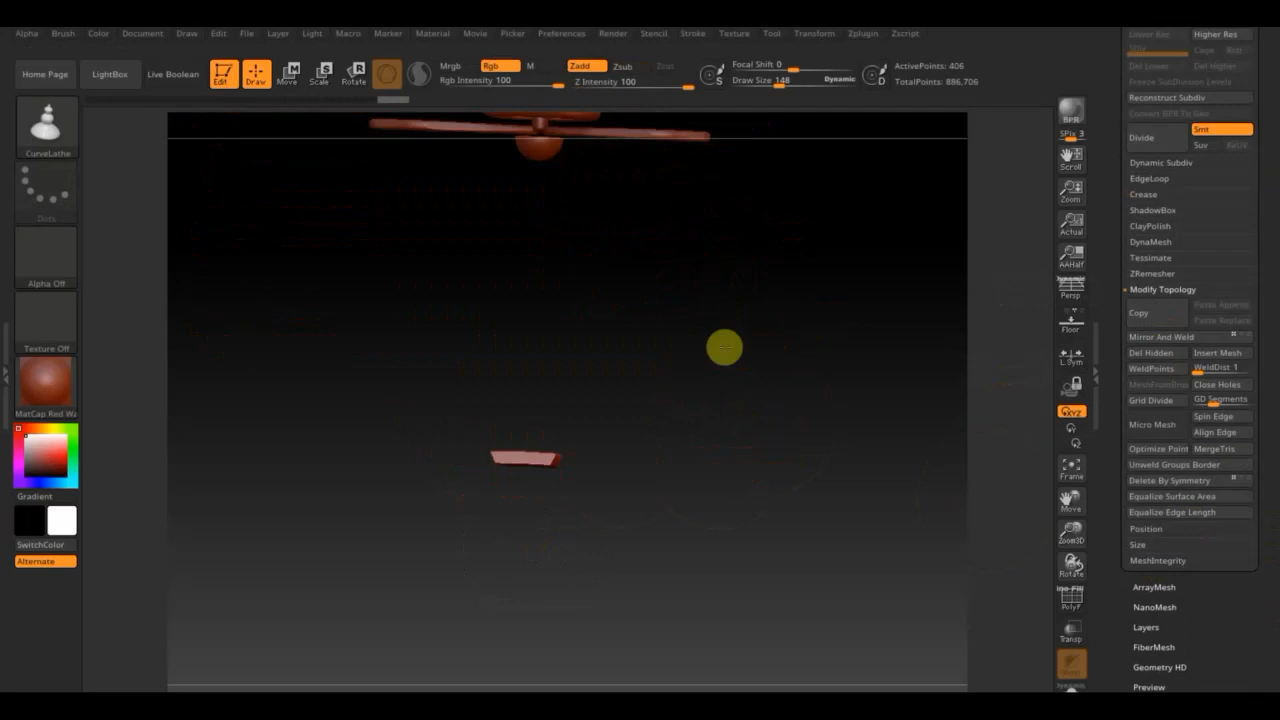 Alpha Brush Color Document Draw Edit File Layer Light Macro Marker Material Movie Picker Preferences Render Stencil Stroke Texture Tool Transform Zplugin Zscript
Home Page
LightBox
Live Boolean
Edit
Draw
Move
Scale
Rotate
Mrgb Rgb M
Rgb Intensity 100
Zadd Zsub
Z Intensity 100
S
Focal Shift 0
Draw Size 148 Dynamic
D
ActivePoints: 406
TotalPoints: 886,706
CurveLathe
Dots
Alpha Off
Texture Off
MatCap Red Wa
Gradient
SwitchColor
Alternate
BPR
SPix 3
Scroll
Zoom
Actual
AAHalf
Dynamic
Persp
Floor
L.Sym
XYZ
Frame
Move
Zoom3D
Rotate
PolyF
Transp
Dynamic
Lower Res Higher Res
SDiv Cage Rstr
Del Lower Del Higher
Freeze SubDivision Levels
Reconstruct Subdiv
Convert BPR To Geo
Divide
Smt
Suv ReUV
Dynamic Subdiv
EdgeLoop
Crease
ShadowBox
ClayPolish
DynaMesh
Tessimate
ZRemesher
Modify Topology
Copy
Paste Append
Paste Replace
Mirror And Weld
Del Hidden Insert Mesh
WeldPoints WeldDist 1
MeshFromBru Close Holes
Grid Divide GD Segments
Micro Mesh
Spin Edge
Align Edge
Optimize Point MergeTris
Unweld Groups Border
Delete By Symmetry
Equalize Surface Area
Equalize Edge Length
Position
Size
MeshIntegrity
ArrayMesh
NanoMesh
Layers
FiberMesh
Geometry HD
Preview